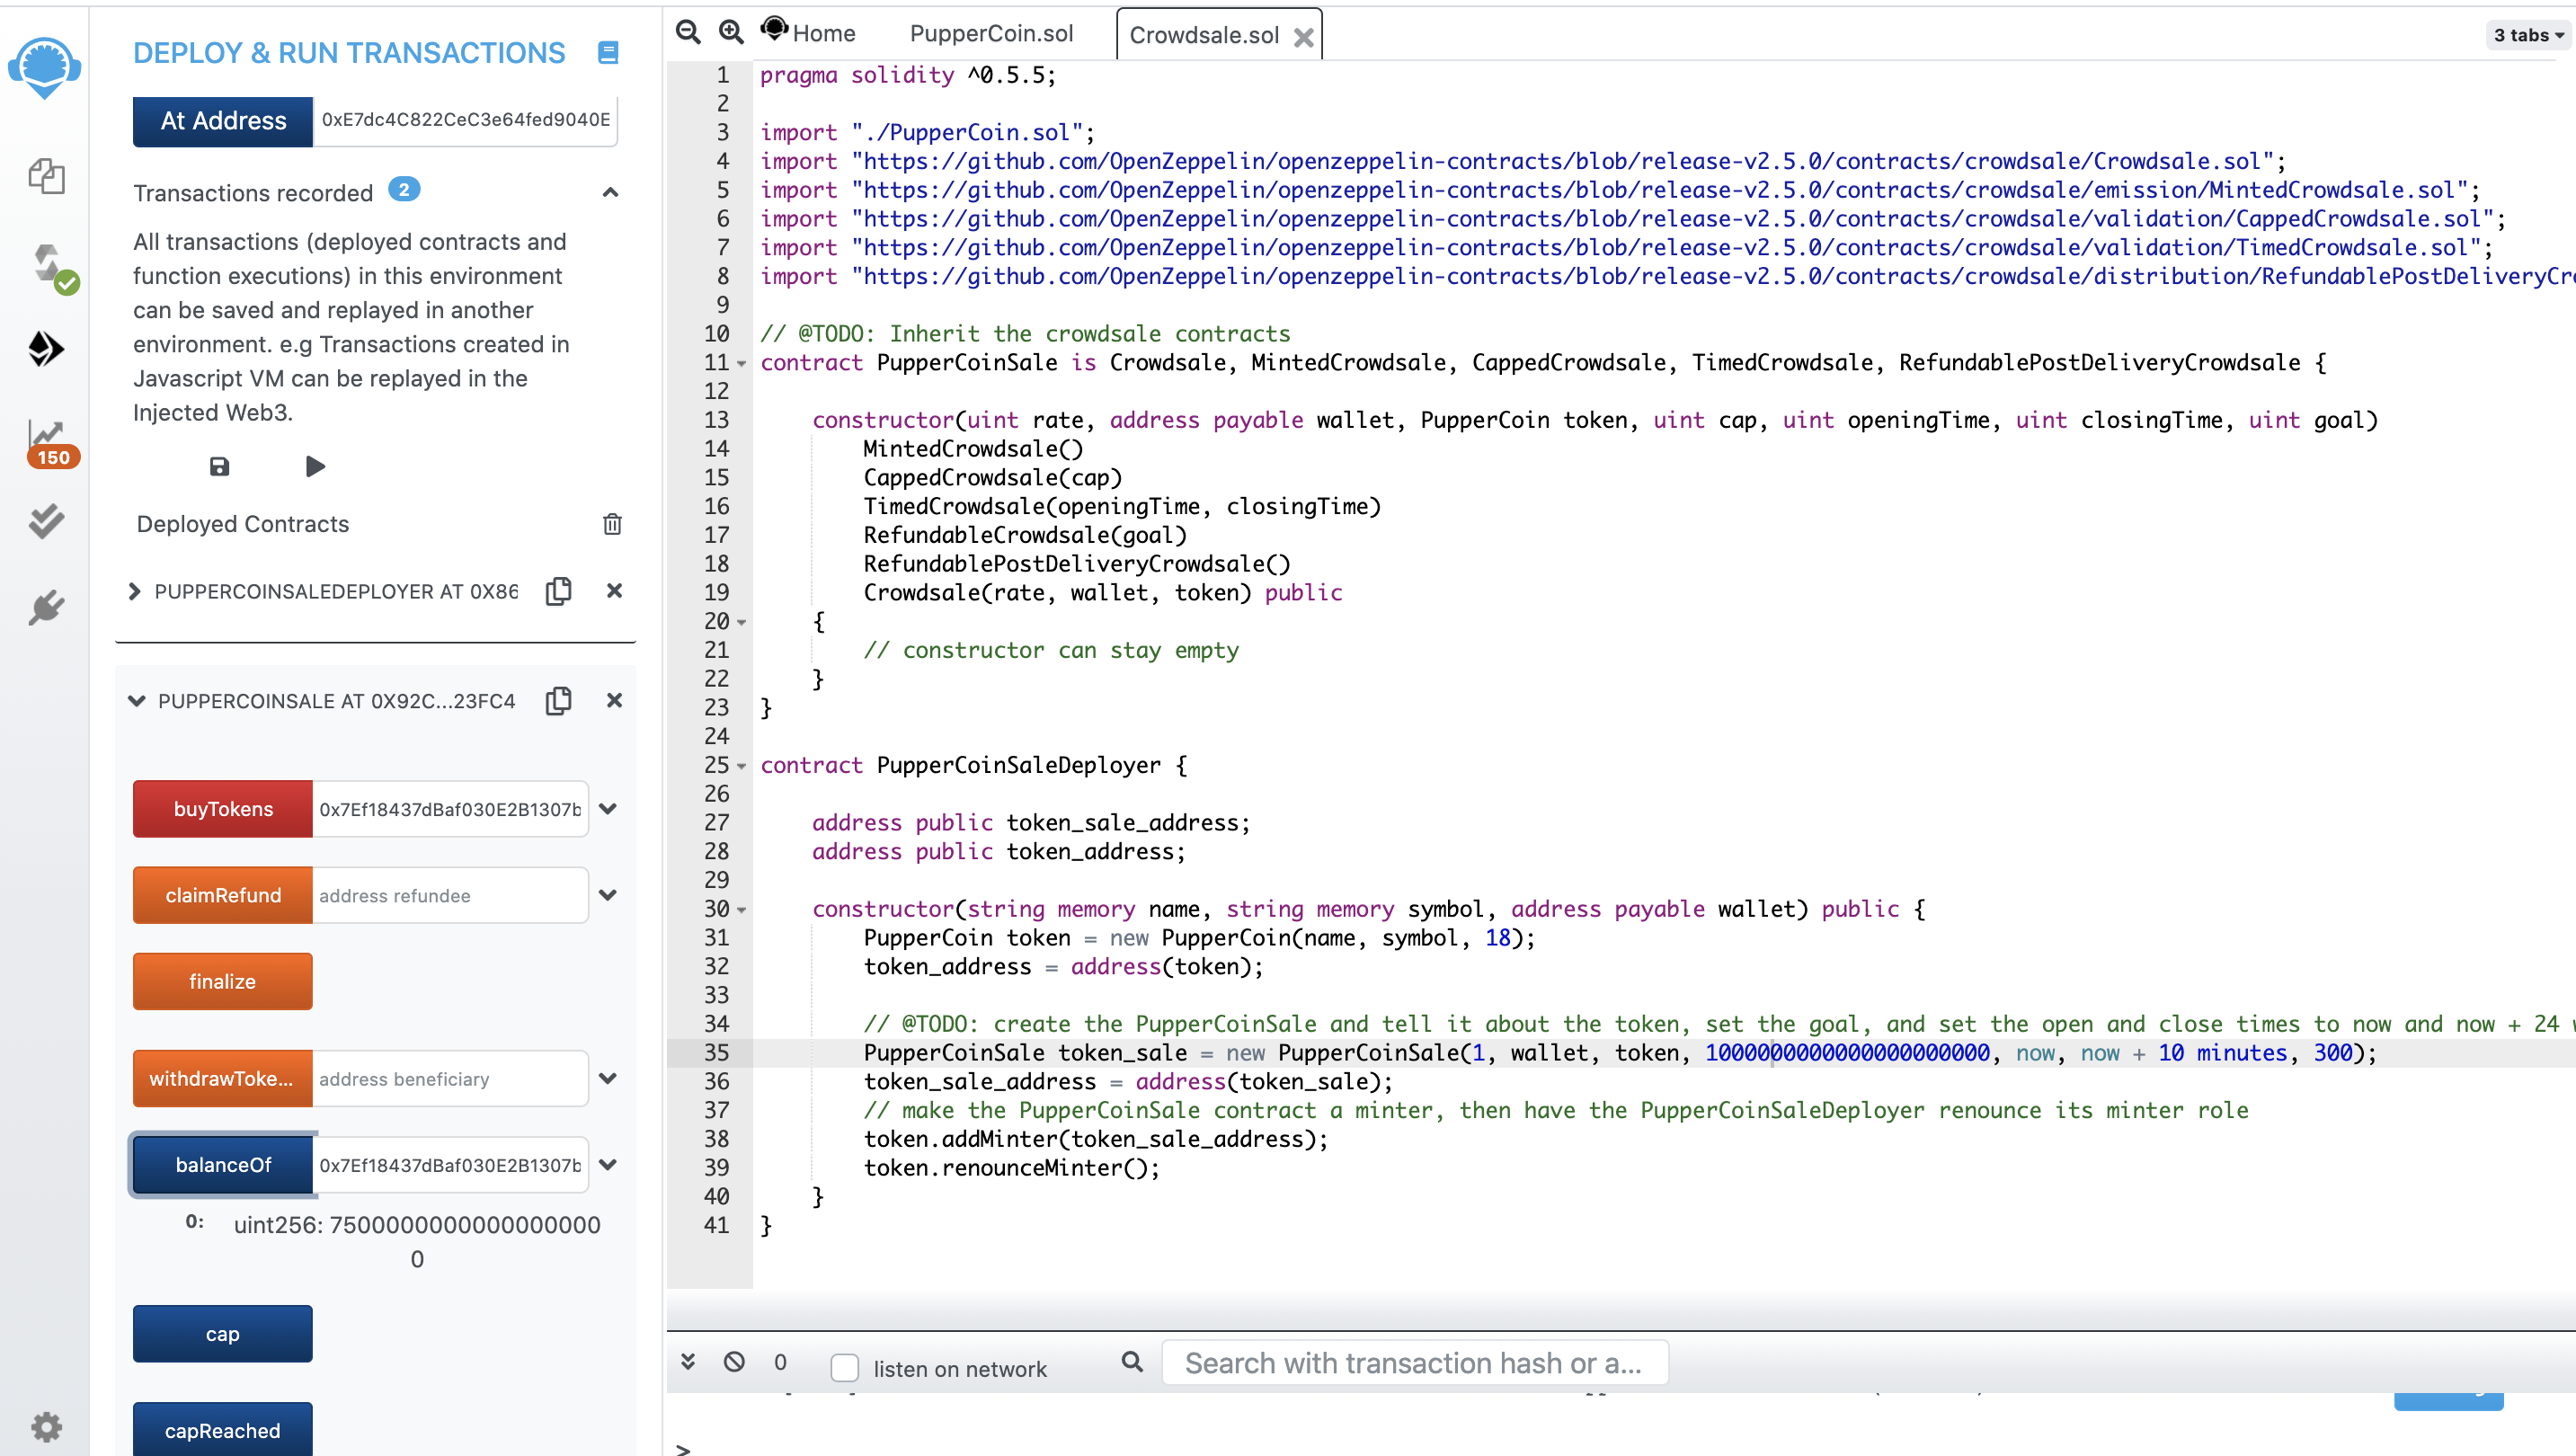 DEPLOY & RUN TRANSACTIONS
At Address 0xE7dc4C822CeC3e64fed9040E
Transactions recorded 2
All transactions (deployed contracts and
function executions) in this environment
can be saved and replayed in another
environment. e.g Transactions created in
Javascript VM can be replayed in the
Injected Web3.
150
Deployed Contracts
PUPPERCOINSALEDEPLOYER AT 0X86
PUPPERCOINSALE AT 0X92C...23FC4
buyTokens 0x7Ef18437dBaf030E2B1307b
claimRefund address refundee
finalize
withdrawToke... address beneficiary
balanceOf 0x7Ef18437dBaf030E2B1307b
0: uint256: 7500000000000000000
0
cap
capReached
Home PupperCoin.sol Crowdsale.sol 3 tabs
1 pragma solidity ^0.5.5;
2
3 import "./PupperCoin.sol";
4 import "https://github.com/OpenZeppelin/openzeppelin-contracts/blob/release-v2.5.0/contracts/crowdsale/Crowdsale.sol";
5 import "https://github.com/OpenZeppelin/openzeppelin-contracts/blob/release-v2.5.0/contracts/crowdsale/emission/MintedCrowdsale.sol";
6 import "https://github.com/OpenZeppelin/openzeppelin-contracts/blob/release-v2.5.0/contracts/crowdsale/validation/CappedCrowdsale.sol";
7 import "https://github.com/OpenZeppelin/openzeppelin-contracts/blob/release-v2.5.0/contracts/crowdsale/validation/TimedCrowdsale.sol";
8 import "https://github.com/OpenZeppelin/openzeppelin-contracts/blob/release-v2.5.0/contracts/crowdsale/distribution/RefundablePostDeliveryCr
9
10 // @TODO: Inherit the crowdsale contracts
11 contract PupperCoinSale is Crowdsale, MintedCrowdsale, CappedCrowdsale, TimedCrowdsale, RefundablePostDeliveryCrowdsale {
12
13 constructor(uint rate, address payable wallet, PupperCoin token, uint cap, uint openingTime, uint closingTime, uint goal)
14 MintedCrowdsale()
15 CappedCrowdsale(cap)
16 TimedCrowdsale(openingTime, closingTime)
17 RefundableCrowdsale(goal)
18 RefundablePostDeliveryCrowdsale()
19 Crowdsale(rate, wallet, token) public
20 {
21 // constructor can stay empty
22 }
23 }
24
25 contract PupperCoinSaleDeployer {
26
27 address public token_sale_address;
28 address public token_address;
29
30 constructor(string memory name, string memory symbol, address payable wallet) public {
31 PupperCoin token = new PupperCoin(name, symbol, 18);
32 token_address = address(token);
33
34 // @TODO: create the PupperCoinSale and tell it about the token, set the goal, and set the open and close times to now and now + 24
35 PupperCoinSale token_sale = new PupperCoinSale(1, wallet, token, 1000000000000000000000, now, now + 10 minutes, 300);
36 token_sale_address = address(token_sale);
37 // make the PupperCoinSale contract a minter, then have the PupperCoinSaleDeployer renounce its minter role
38 token.addMinter(token_sale_address);
39 token.renounceMinter();
40 }
41 }
0 listen on network Search with transaction hash or a...
>